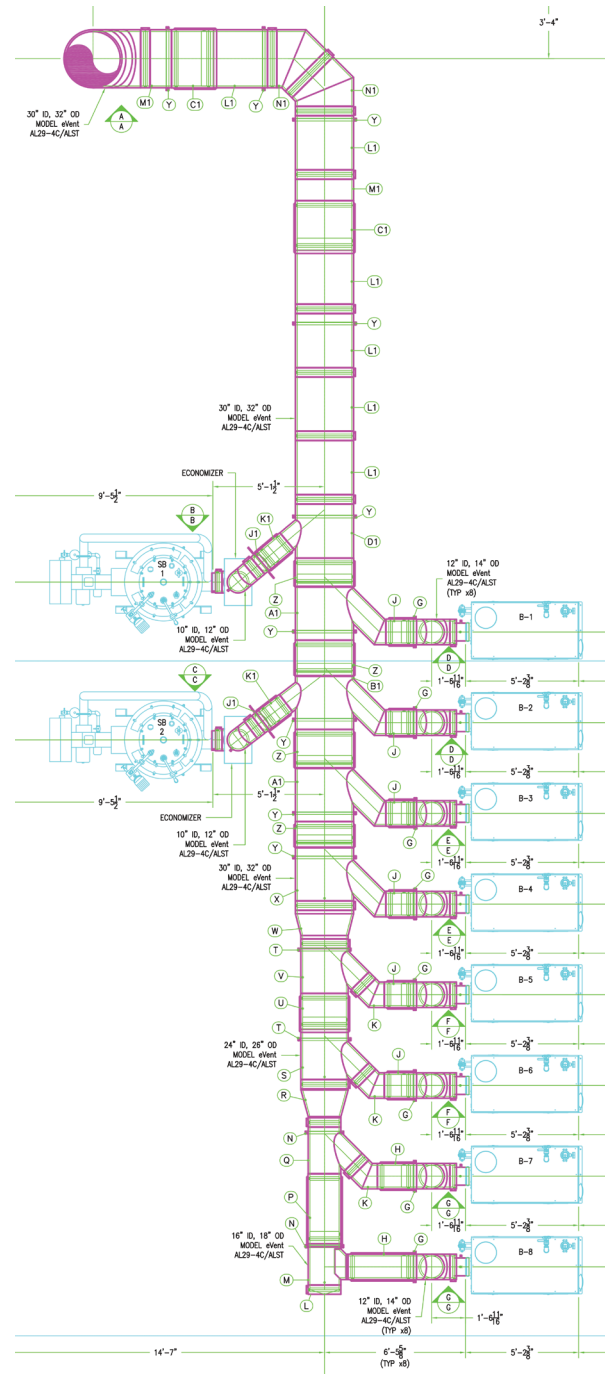 3'-4"
M1
Y
C1
L1
Y
N1
N1
30" ID, 32" OD
MODEL eVent
AL29-4C/ALST
A
A
Y
L1
M1
C1
L1
Y
L1
30" ID, 32" OD
MODEL eVent
AL29-4C/ALST
L1
L1
ECONOMIZER
9'-5½"
5'-1½"
Y
B
B
K1
J1
D1
SB
1
12" ID, 14" OD
MODEL eVent
AL29-4C/ALST
(TYP x8)
Z
J
G
B-1
A1
10" ID, 12" OD
MODEL eVent
AL29-4C/ALST
Y
D
D
C
C
Z
1'-6 11/16"
5'-2⅜"
K1
B1
G
J1
B-2
SB
2
Y
J
D
D
Z
1'-6 11/16"
5'-2⅜"
A1
J
B-3
9'-5½"
5'-1½"
ECONOMIZER
Y
10" ID, 12" OD
MODEL eVent
AL29-4C/ALST
Z
G
E
E
Y
1'-6 11/16"
5'-2⅜"
30" ID, 32" OD
MODEL eVent
AL29-4C/ALST
G
J
B-4
X
W
E
E
T
1'-6 11/16"
5'-2⅜"
V
J
G
B-5
U
K
F
F
T
1'-6 11/16"
5'-2⅜"
24" ID, 26" OD
MODEL eVent
AL29-4C/ALST
J
B-6
S
R
K
G
F
F
N
1'-6 11/16"
5'-2⅜"
Q
H
B-7
K
G
G
G
P
1'-6 11/16"
5'-2⅜"
N
H
G
16" ID, 18" OD
MODEL eVent
AL29-4C/ALST
B-8
M
L
12" ID, 14" OD
MODEL eVent
AL29-4C/ALST
(TYP x8)
G
G
1'-6 11/16"
14'-7"
6'-5⅝"
(TYP x8)
5'-2⅜"